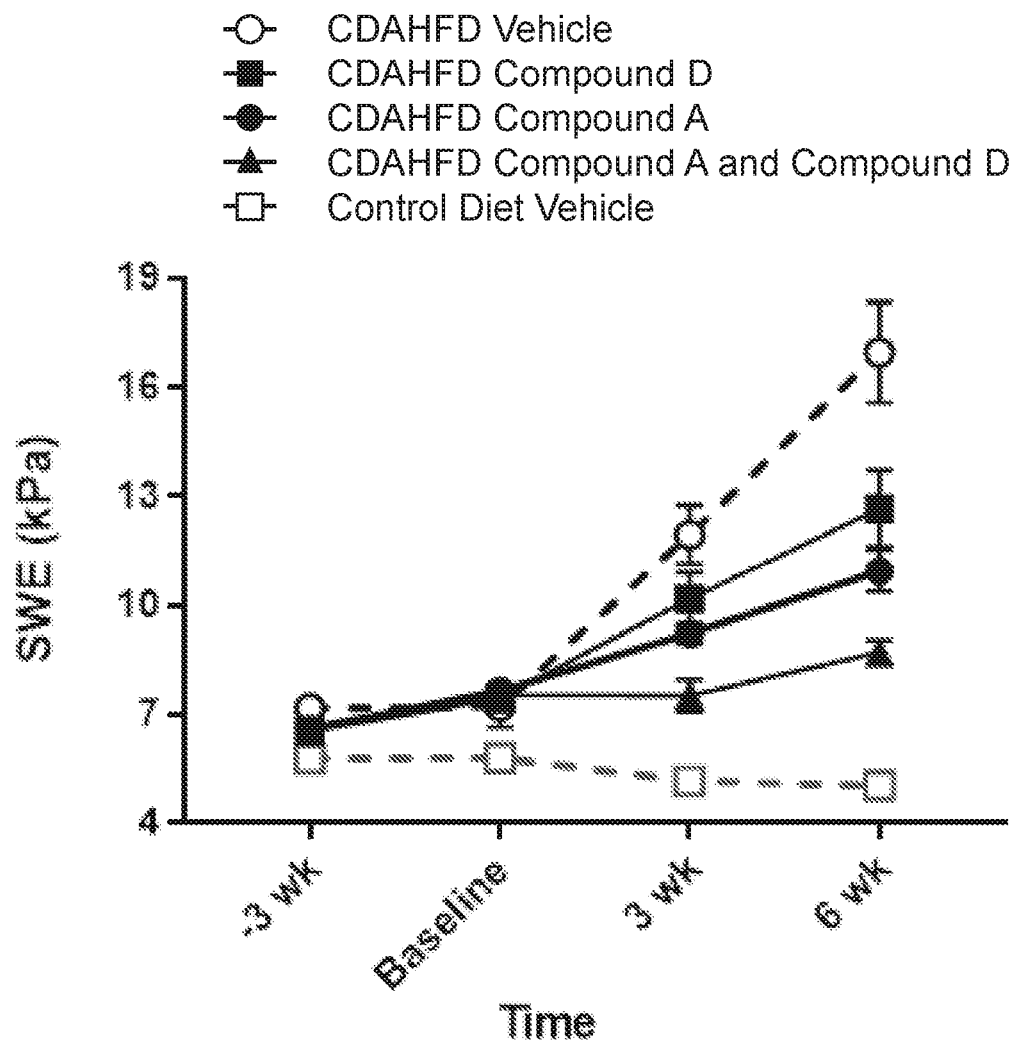 CDAHFD Vehicle
CDAHFD Compound D
CDAHFD Compound A
CDAHFD Compound A and Compound D
Control Diet Vehicle
19
16
13
10
7
4
SWE (kPa)
-3 wk
Baseline
3 wk
6 wk
Time